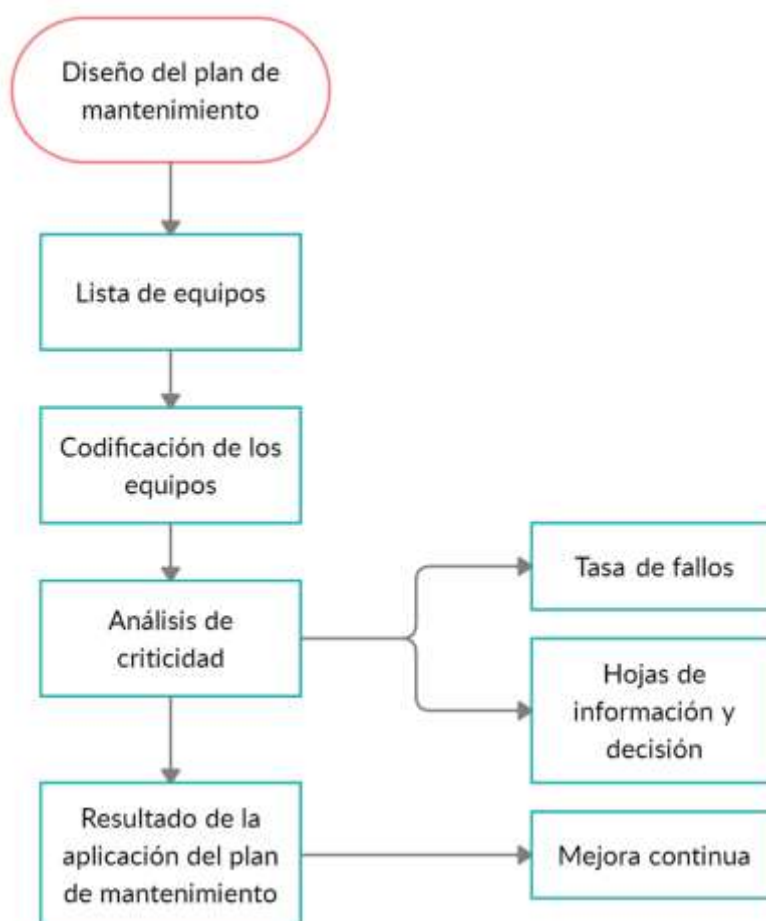 Diseño del plan de
mantenimiento
Lista de equipos
Codificación de los
equipos
Análisis de
criticidad
Tasa de fallos
Hojas de
información y
decisión
Resultado de la
aplicación del plan
de mantenimiento
Mejora continua